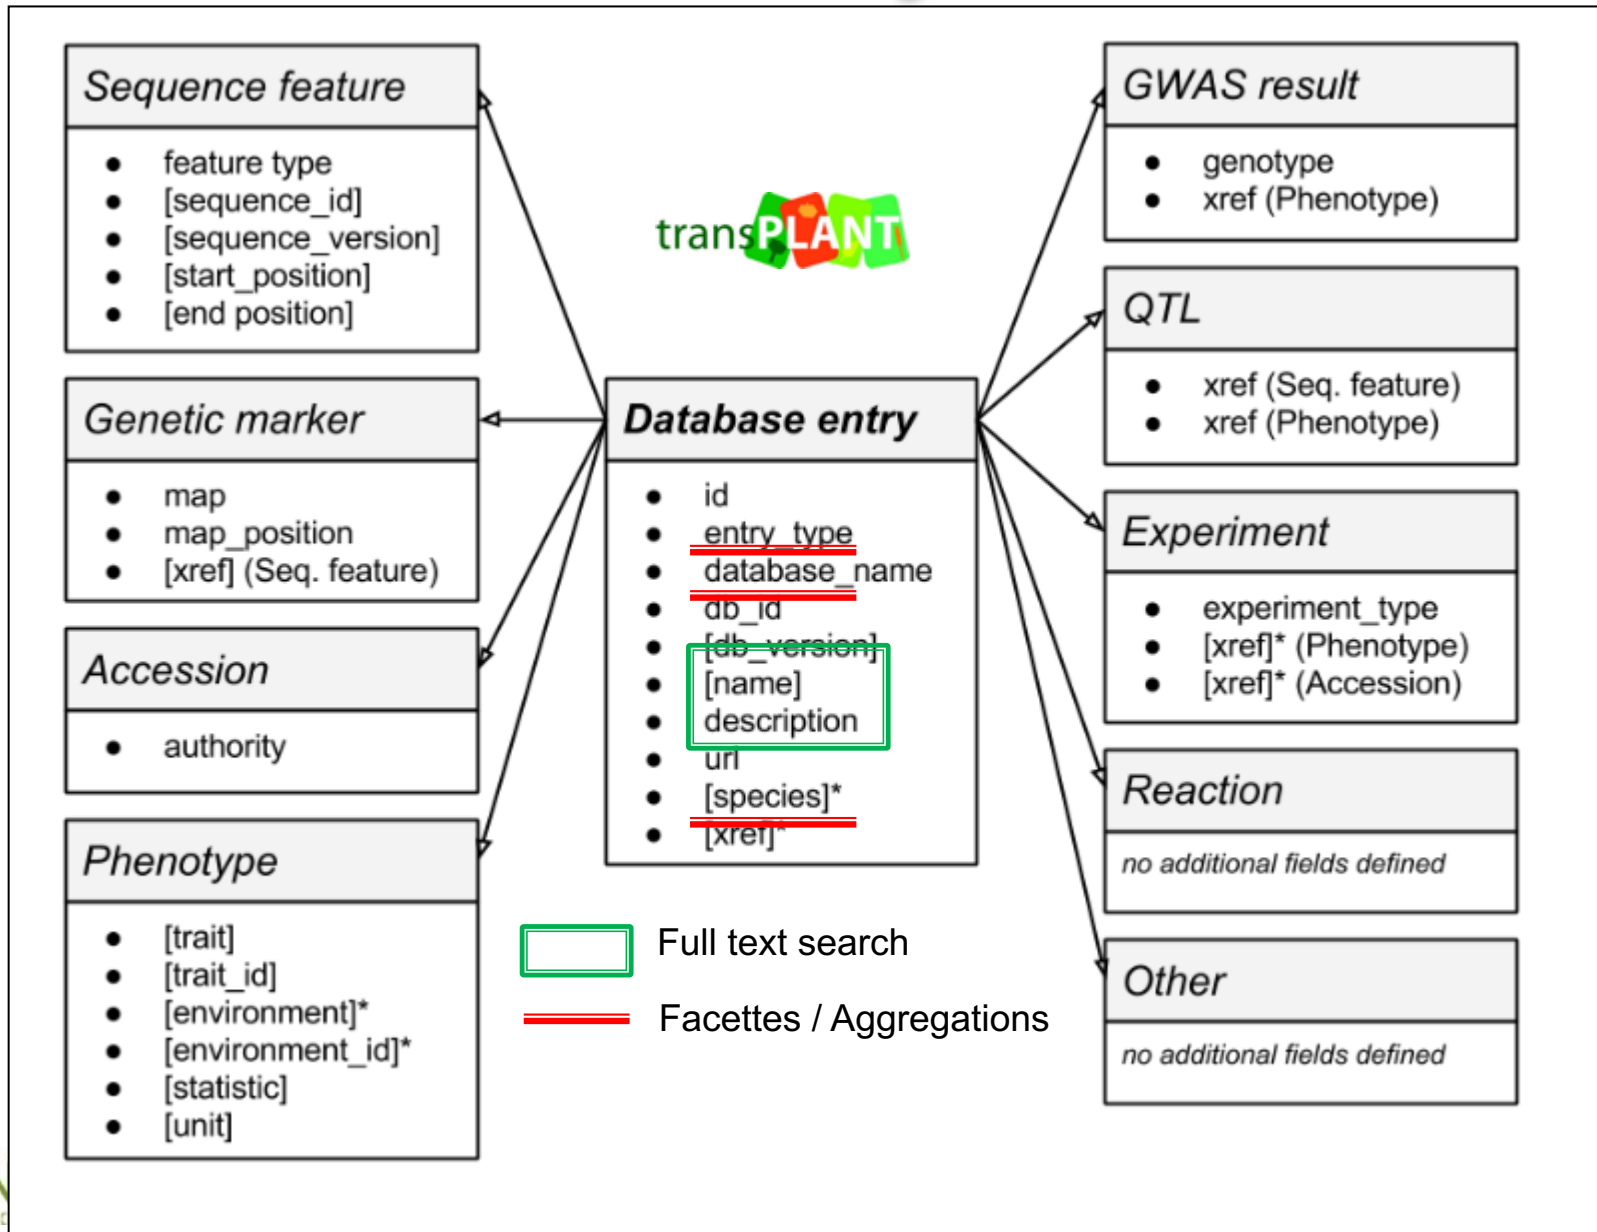 Sequence feature
● feature type
● [sequence_id]
● [sequence_version]
● [start_position]
● [end position]
Genetic marker
● map
● map_position
● [xref] (Seq. feature)
Accession
● authority
Phenotype
● [trait]
● [trait_id]
● [environment]*
● [environment_id]*
● [statistic]
● [unit]
transPLANT
Database entry
● id
● entry_type
● database_name
● db_id
● [db_version]
● [name]
● description
● url
● [species]*
● [xref]*
Full text search
Facettes / Aggregations
GWAS result
● genotype
● xref (Phenotype)
QTL
● xref (Seq. feature)
● xref (Phenotype)
Experiment
● experiment_type
● [xref]* (Phenotype)
● [xref]* (Accession)
Reaction
no additional fields defined
Other
no additional fields defined